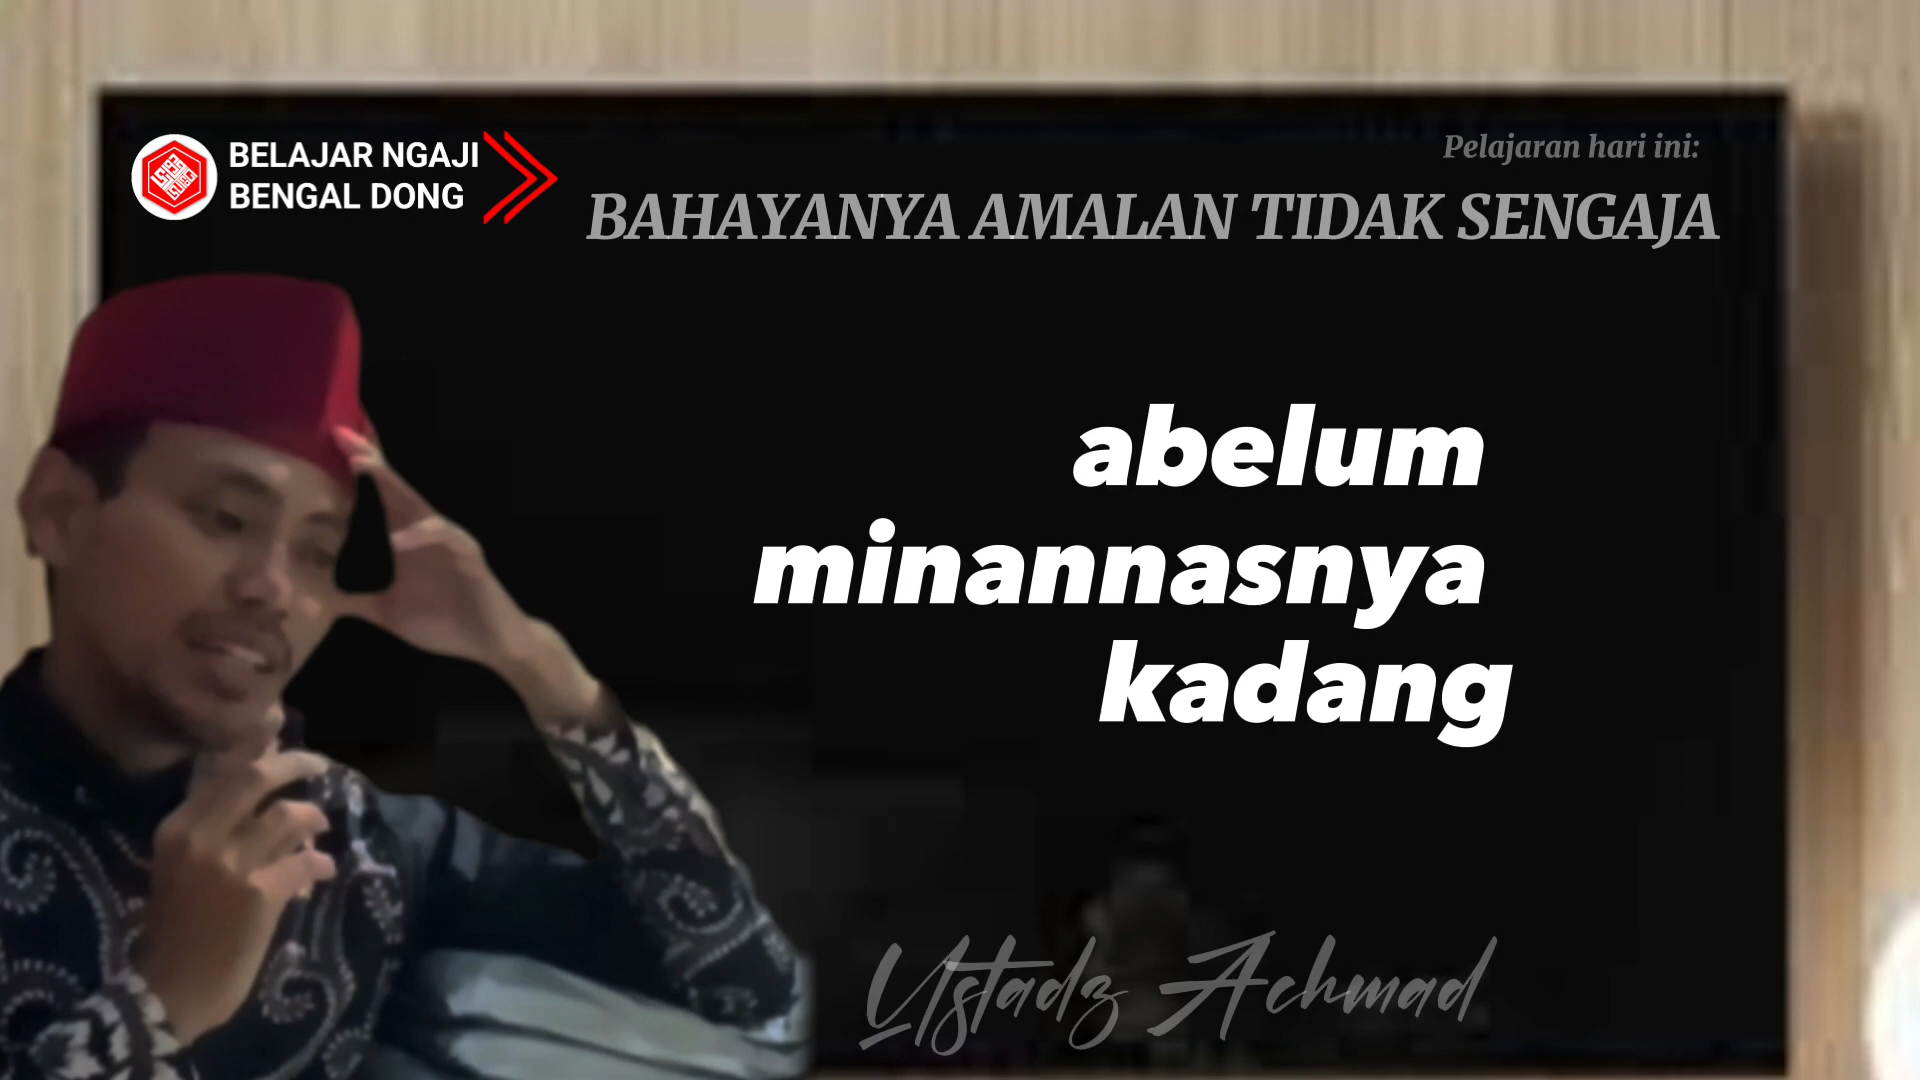 BELAJAR NGAJI
BENGAL DONG
Pelajaran hari ini:
BAHAYANYA AMALAN TIDAK SENGAJA
abelum
minannasnya
kadang
Ustadz Achmad